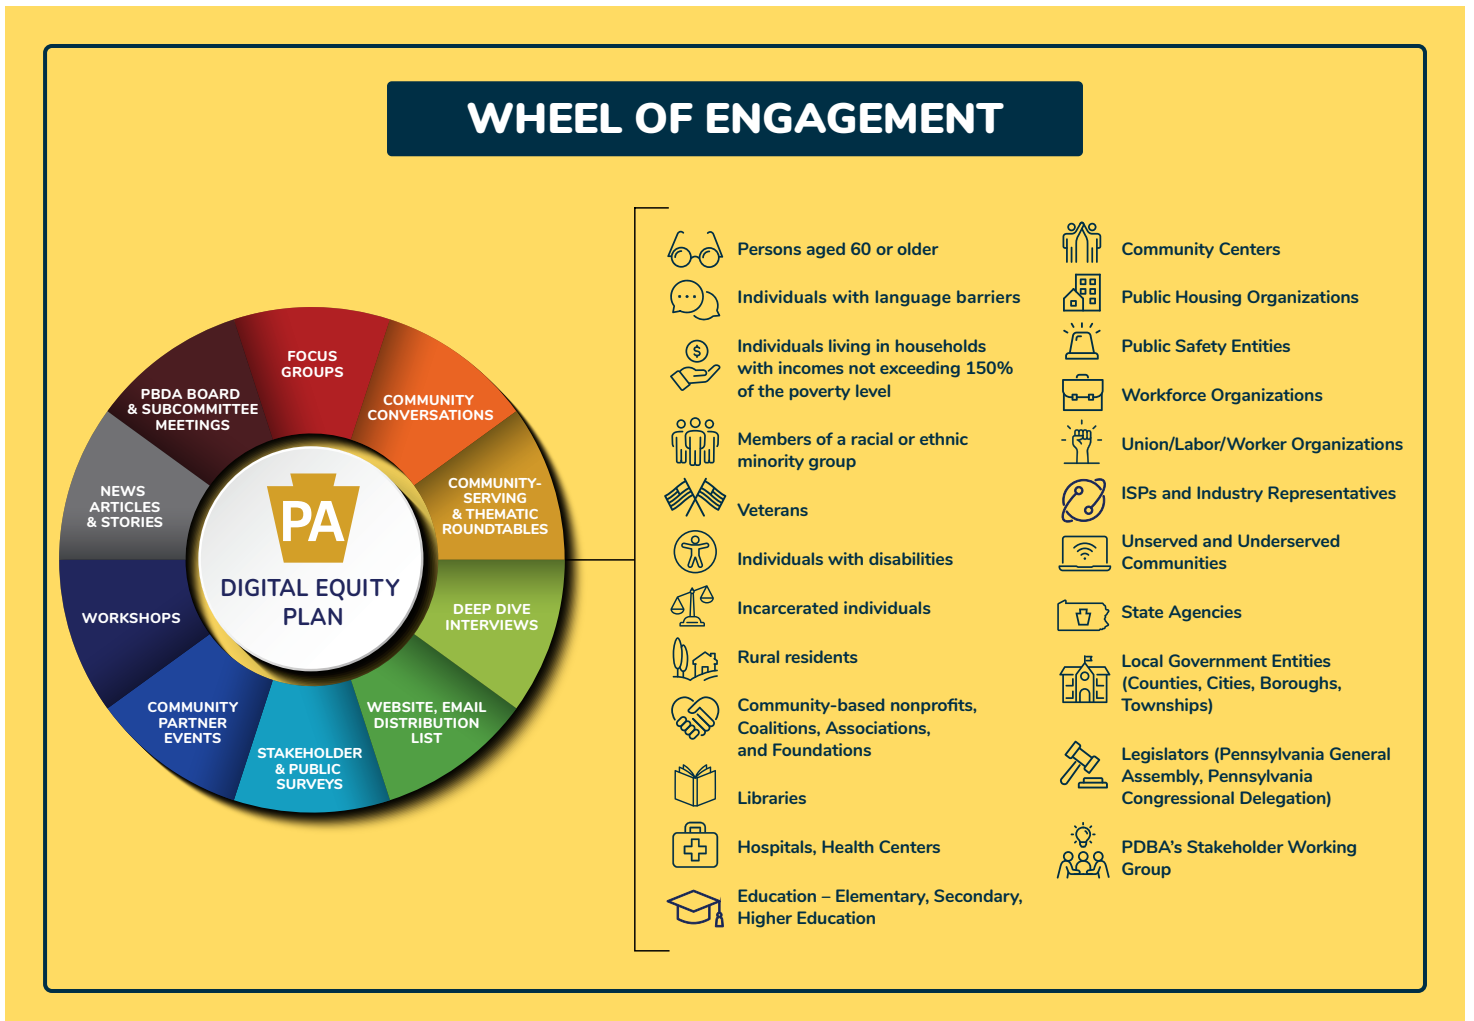 WHEEL OF ENGAGEMENT
FOCUS
GROUPS
COMMUNITY
CONVERSATIONS
COMMUNITY-
SERVING
& THEMATIC
ROUNDTABLES
DEEP DIVE
INTERVIEWS
WEBSITE, EMAIL
DISTRIBUTION
LIST
STAKEHOLDER
& PUBLIC
SURVEYS
COMMUNITY
PARTNER
EVENTS
WORKSHOPS
NEWS
ARTICLES
& STORIES
PBDA BOARD
& SUBCOMMITTEE
MEETINGS
PA
DIGITAL EQUITY
PLAN
Persons aged 60 or older
Individuals with language barriers
$
Individuals living in households
with incomes not exceeding 150%
of the poverty level
Members of a racial or ethnic
minority group
Veterans
Individuals with disabilities
Incarcerated individuals
Rural residents
Community-based nonprofits,
Coalitions, Associations,
and Foundations
Libraries
Hospitals, Health Centers
Education – Elementary, Secondary,
Higher Education
Community Centers
Public Housing Organizations
Public Safety Entities
Workforce Organizations
Union/Labor/Worker Organizations
ISPs and Industry Representatives
Unserved and Underserved
Communities
State Agencies
Local Government Entities
(Counties, Cities, Boroughs,
Townships)
Legislators (Pennsylvania General
Assembly, Pennsylvania
Congressional Delegation)
PDBA's Stakeholder Working
Group